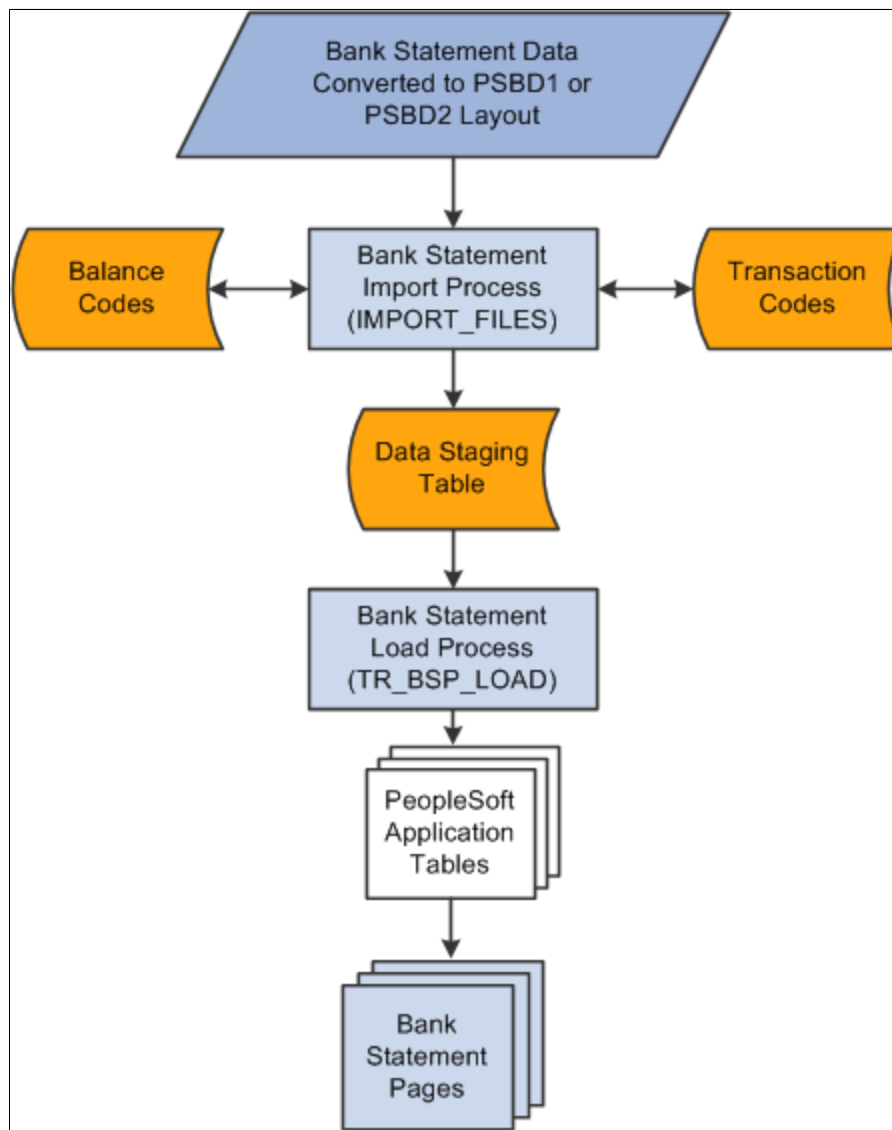 Bank Statement Data
Converted to PSBD1 or
PSBD2 Layout
Balance
Codes
Bank Statement
Import Process
(IMPORT_FILES)
Transaction
Codes
Data Staging
Table
Bank Statement
Load Process
(TR_BSP_LOAD)
PeopleSoft
Application
Tables
Bank
Statement
Pages